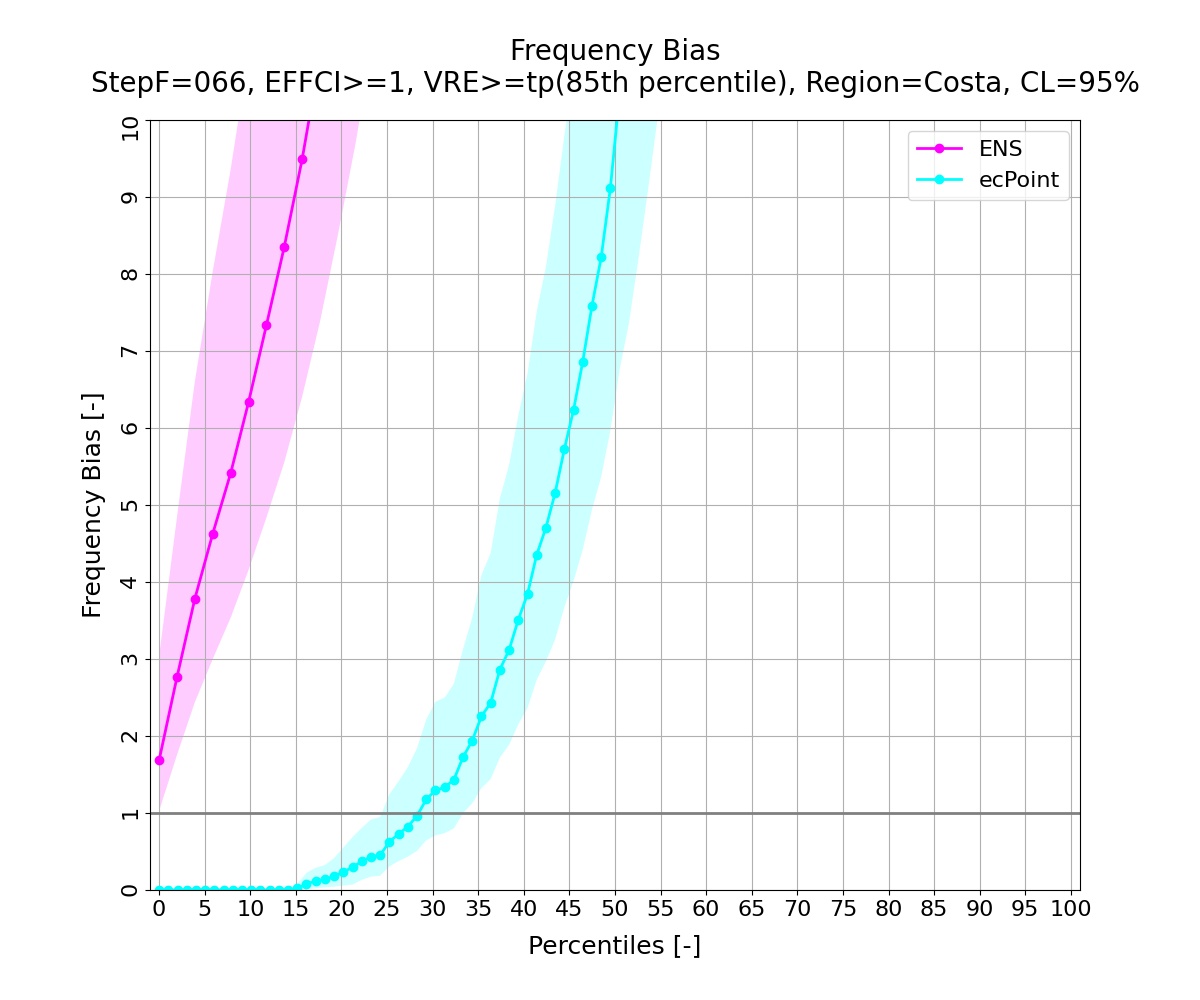 Frequency Bias
StepF=066, EFFCI>=1, VRE>=tp(85th percentile), Region=Costa, CL=95%
ENS
ecPoint
Frequency Bias [-]
10
9
8
7
6
5
4
3
2
1
0
0 5 10 15 20 25 30 35 40 45 50 55 60 65 70 75 80 85 90 95 100
Percentiles [-]